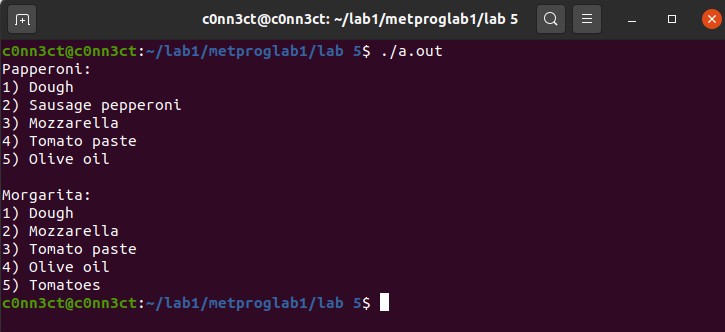 c0nn3ct@c0nn3ct: ~/lab1/metproglab1/lab 5
c0nn3ct@c0nn3ct:~/lab1/metproglab1/lab 5$ ./a.out
Papperoni:
1) Dough
2) Sausage pepperoni
3) Mozzarella
4) Tomato paste
5) Olive oil
Morgarita:
1) Dough
2) Mozzarella
3) Tomato paste
4) Olive oil
5) Tomatoes
c0nn3ct@c0nn3ct:~/lab1/metproglab1/lab 5$